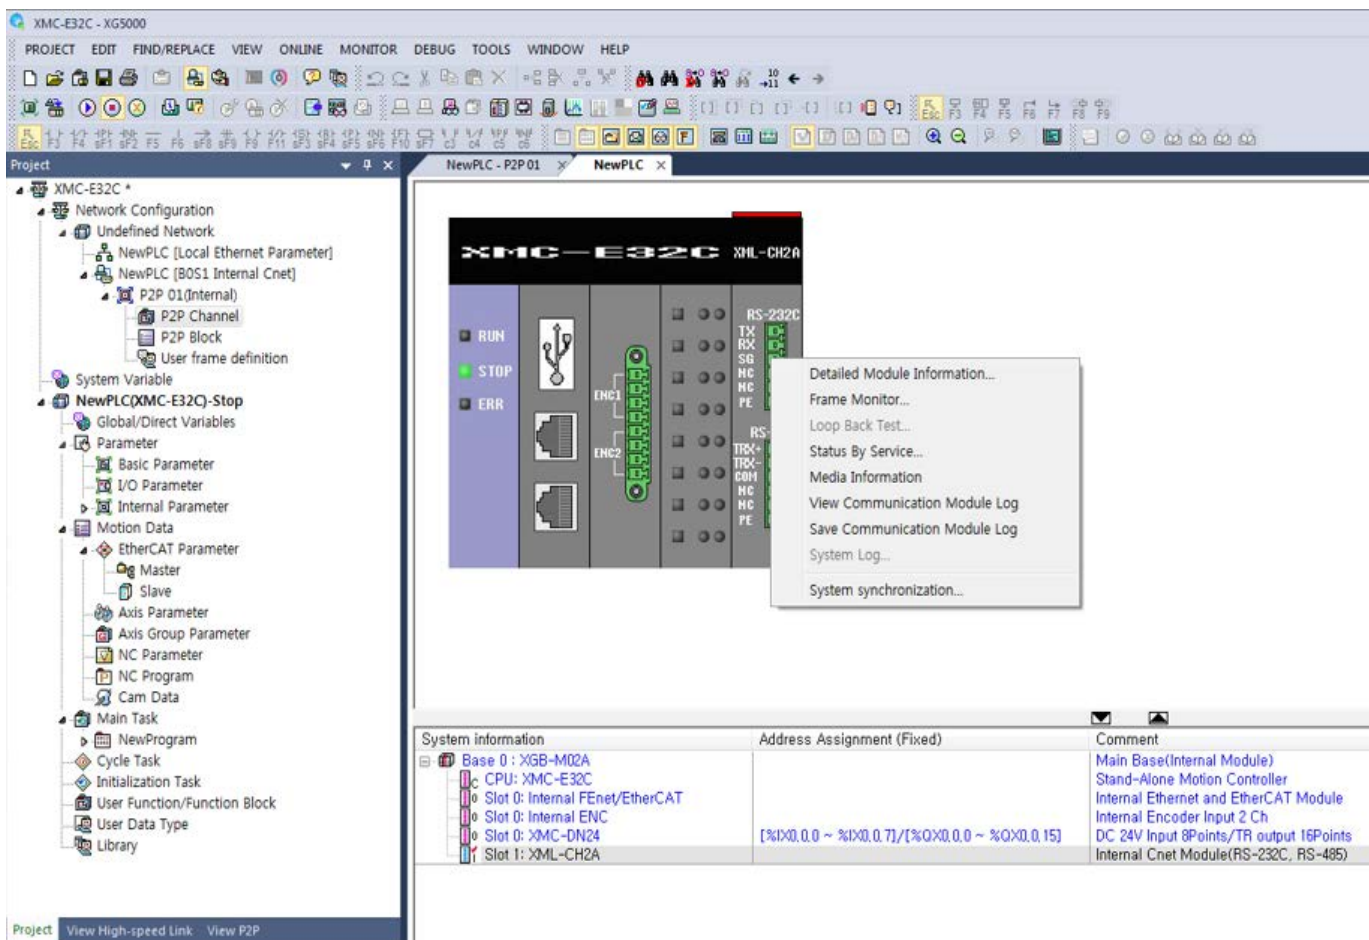 XMC-E32C - XG5000
PROJECT EDIT FIND/REPLACE VIEW ONLINE MONITOR DEBUG TOOLS WINDOW HELP
Project
NewPLC - P2P 01
NewPLC
XMC-E32C *
Network Configuration
Undefined Network
NewPLC [Local Ethernet Parameter]
NewPLC [B0S1 Internal Cnet]
P2P 01(Internal)
P2P Channel
P2P Block
User frame definition
System Variable
NewPLC(XMC-E32C)-Stop
Global/Direct Variables
Parameter
Basic Parameter
I/O Parameter
Internal Parameter
Motion Data
EtherCAT Parameter
Master
Slave
Axis Parameter
Axis Group Parameter
NC Parameter
NC Program
Cam Data
Main Task
NewProgram
Cycle Task
Initialization Task
User Function/Function Block
User Data Type
Library
Project View High-speed Link View P2P
XMC-E32C XML-CH2A
RUN
STOP
ERR
ENC1
ENC2
RS-232C
TX
RX
SG
NC
NC
PE
RS-
TRX+
TRX-
COM
NC
NC
PE
Detailed Module Information...
Frame Monitor...
Loop Back Test...
Status By Service...
Media Information
View Communication Module Log
Save Communication Module Log
System Log...
System synchronization...
System information Address Assignment (Fixed) Comment
Base 0 : XGB-M02A Main Base(Internal Module)
CPU: XMC-E32C Stand-Alone Motion Controller
Slot 0: Internal FEnet/EtherCAT Internal Ethernet and EtherCAT Module
Slot 0: Internal ENC Internal Encoder Input 2 Ch
Slot 0: XMC-DN24 [%IX0,0,0 ~ %IX0,0,7]/[%QX0,0,0 ~ %QX0,0,15] DC 24V Input 8Points/TR output 16Points
Slot 1: XML-CH2A Internal Cnet Module(RS-232C, RS-485)